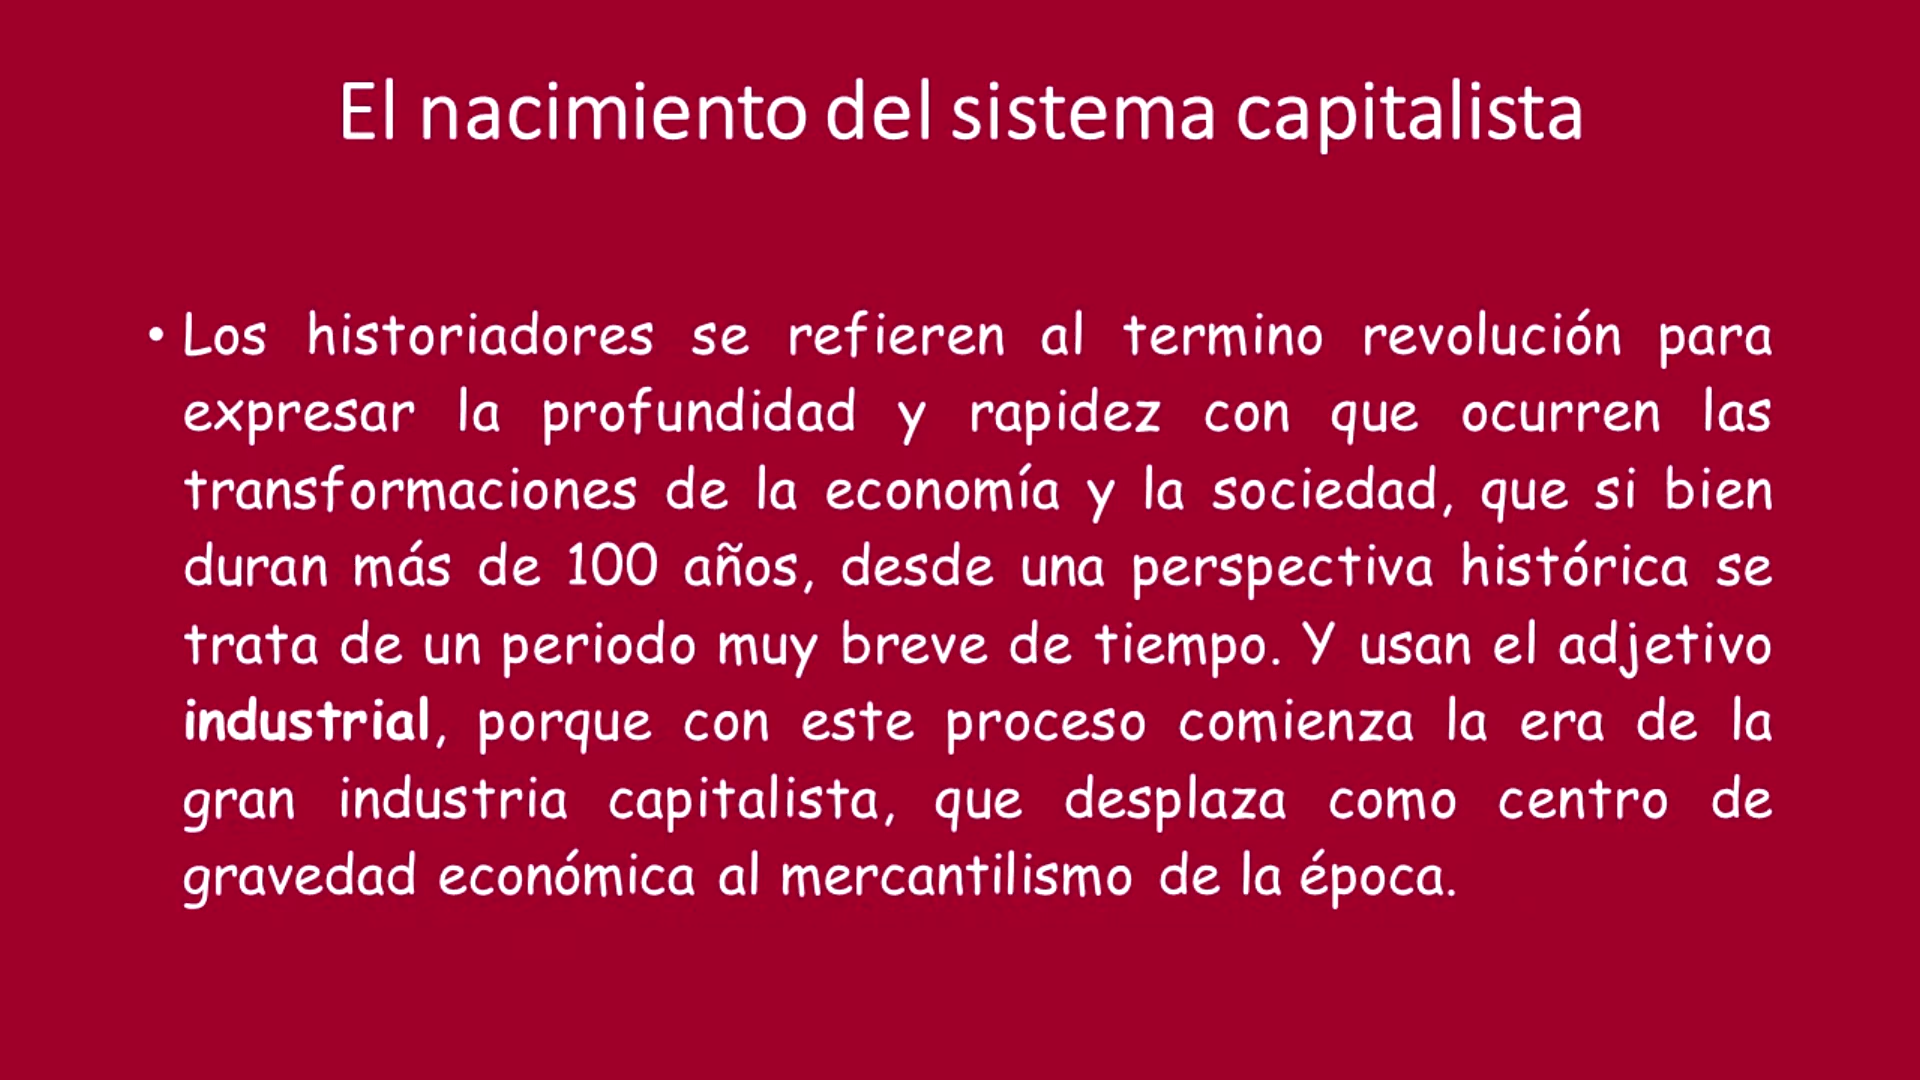 El nacimiento del sistema capitalista
• Los historiadores se refieren al termino revolución para
expresar la profundidad y rapidez con que ocurren las
transformaciones de la economía y la sociedad, que si bien
duran más de 100 años, desde una perspectiva histórica se
trata de un periodo muy breve de tiempo. Y usan el adjetivo
industrial, porque con este proceso comienza la era de la
gran industria capitalista, que desplaza como centro de
gravedad económica al mercantilismo de la época.